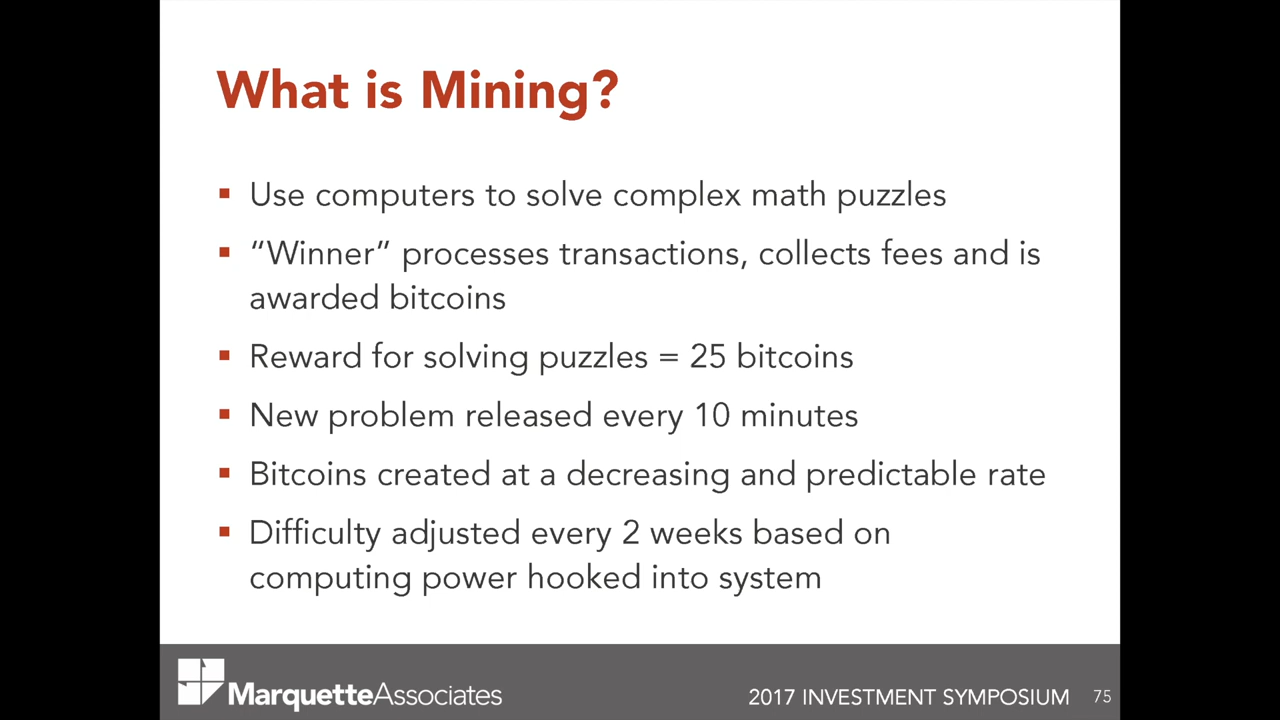 What is Mining?
▪ Use computers to solve complex math puzzles
▪ “Winner” processes transactions, collects fees and is
awarded bitcoins
▪ Reward for solving puzzles = 25 bitcoins
▪ New problem released every 10 minutes
▪ Bitcoins created at a decreasing and predictable rate
▪ Difficulty adjusted every 2 weeks based on
computing power hooked into system
MarquetteAssociates
2017 INVESTMENT SYMPOSIUM 75